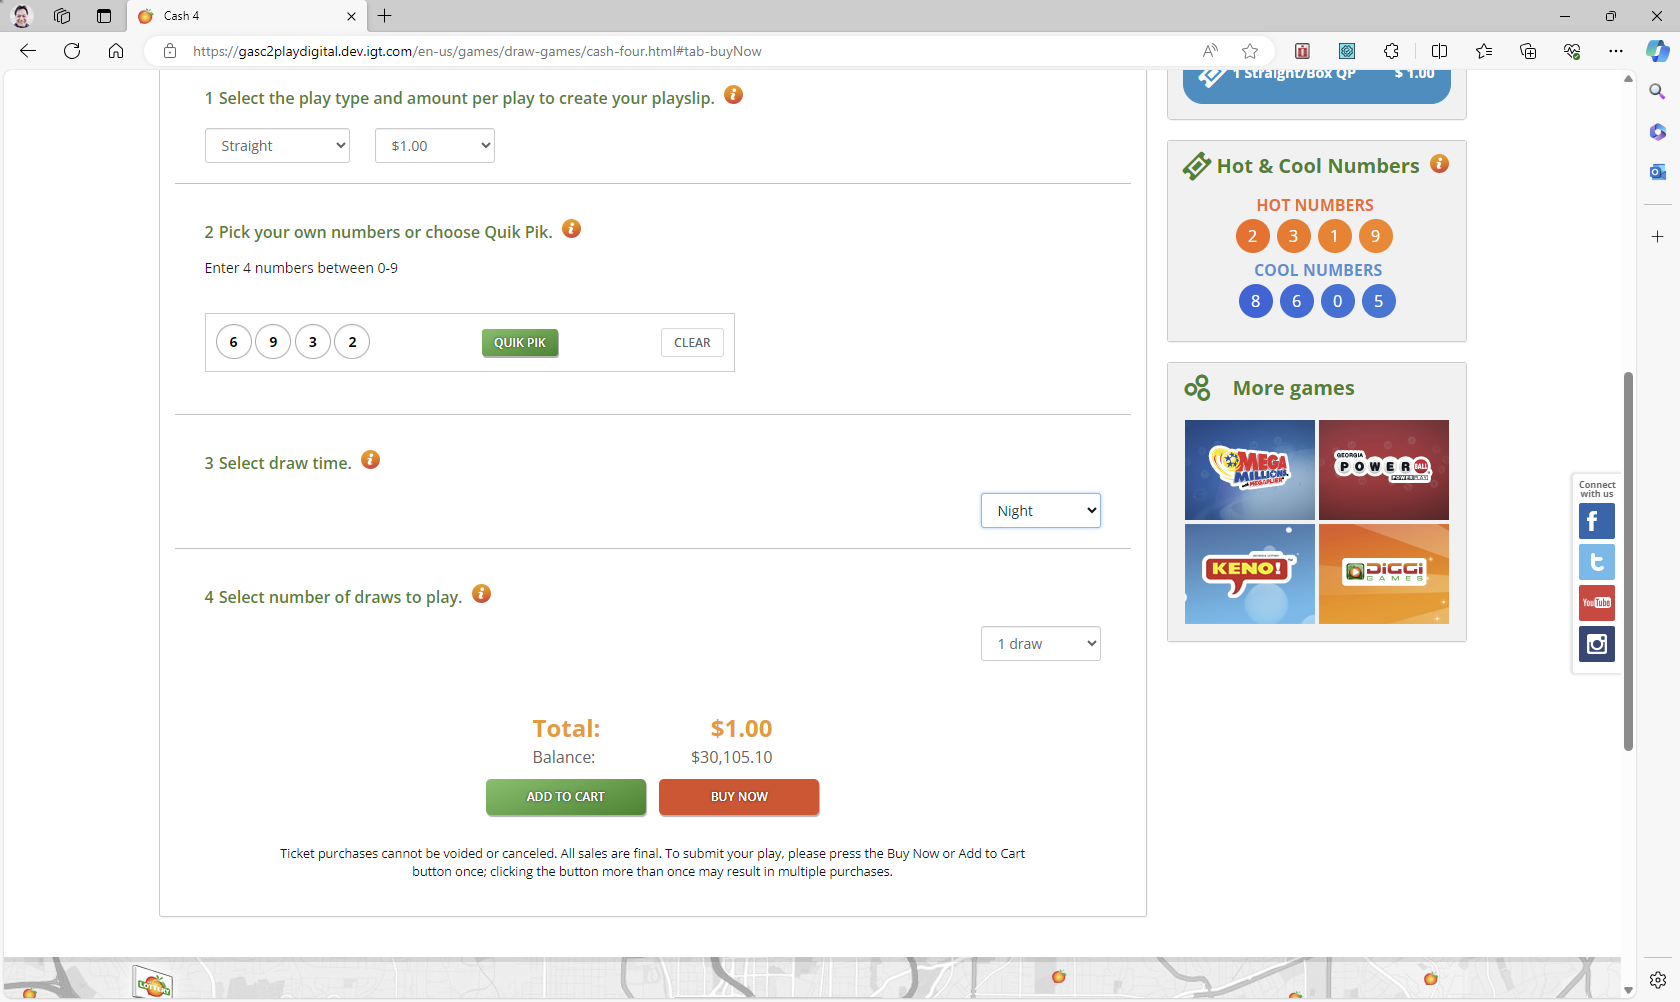 Cash 4
https://gasc2playdigital.dev.igt.com/en-us/games/draw-games/cash-four.html#tab-buyNow
1 Straight/Box QP $ 1.00
1 Select the play type and amount per play to create your playslip.
Straight
$1.00
2 Pick your own numbers or choose Quik Pik.
Enter 4 numbers between 0-9
6 9 3 2
QUIK PIK
CLEAR
3 Select draw time.
Night
4 Select number of draws to play.
1 draw
Total: $1.00
Balance: $30,105.10
ADD TO CART
BUY NOW
Ticket purchases cannot be voided or canceled. All sales are final. To submit your play, please press the Buy Now or Add to Cart
button once; clicking the button more than once may result in multiple purchases.
Hot & Cool Numbers
HOT NUMBERS
2 3 1 9
COOL NUMBERS
8 6 0 5
More games
MEGA
MILLIONS
GEORGIA
POWERBALL
KENO!
DiGGi
GAMES
Connect
with us
YouTube
LOTTERY